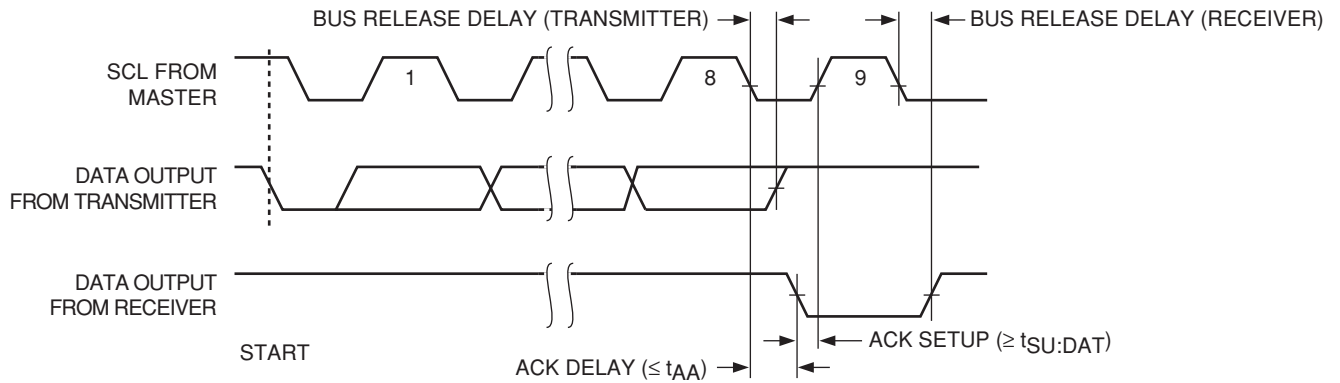 BUS RELEASE DELAY (TRANSMITTER)
BUS RELEASE DELAY (RECEIVER)
SCL FROM
MASTER
1
8
9
DATA OUTPUT
FROM TRANSMITTER
DATA OUTPUT
FROM RECEIVER
START
ACK SETUP (≥ tSU:DAT)
ACK DELAY (≤ tAA)